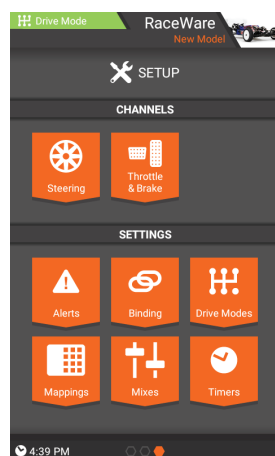 Drive Mode
RaceWare
New Model
SETUP
CHANNELS
Steering
Throttle
& Brake
SETTINGS
Alerts
Binding
Drive Modes
Mappings
Mixes
Timers
4:39 PM